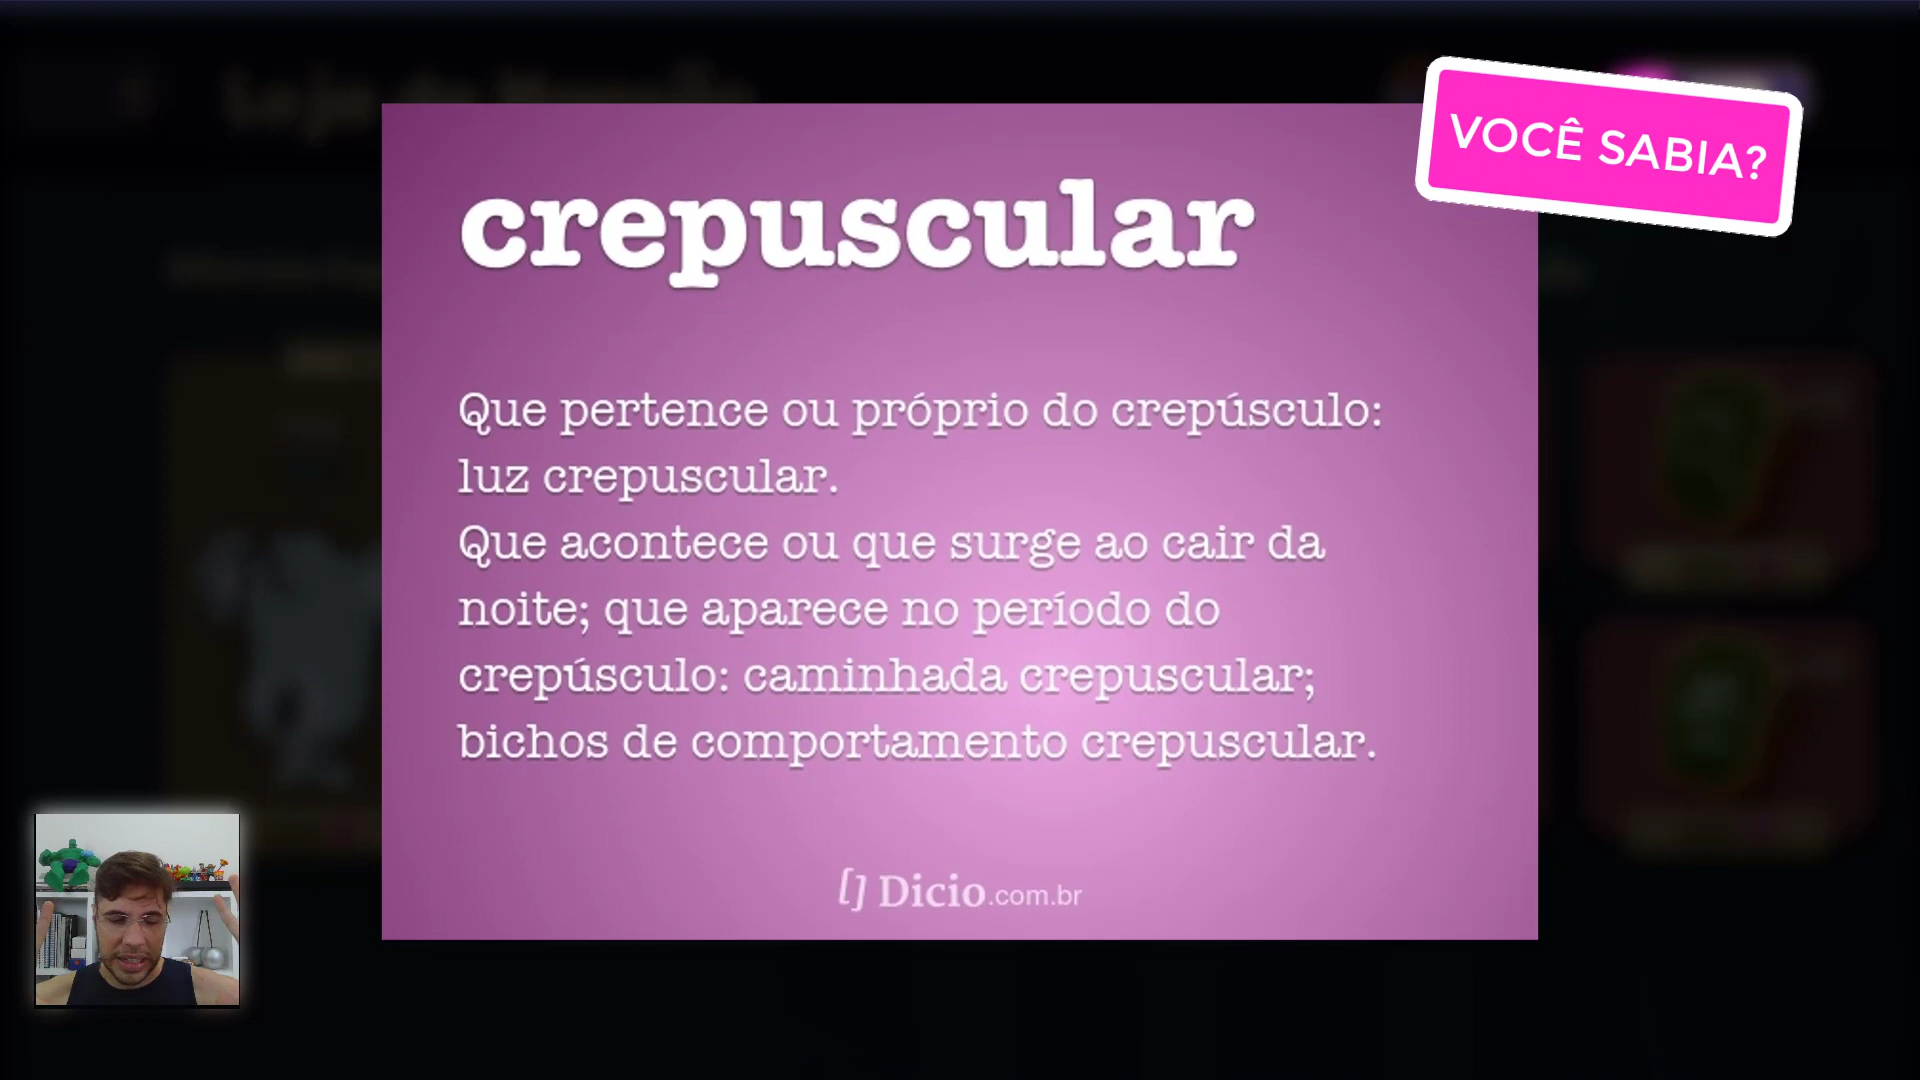 VOCÊ SABIA?
crepuscular
Que pertence ou próprio do crepúsculo:
luz crepuscular.
Que acontece ou que surge ao cair da
noite; que aparece no período do
crepúsculo: caminhada crepuscular;
bichos de comportamento crepuscular.
Dicio.com.br